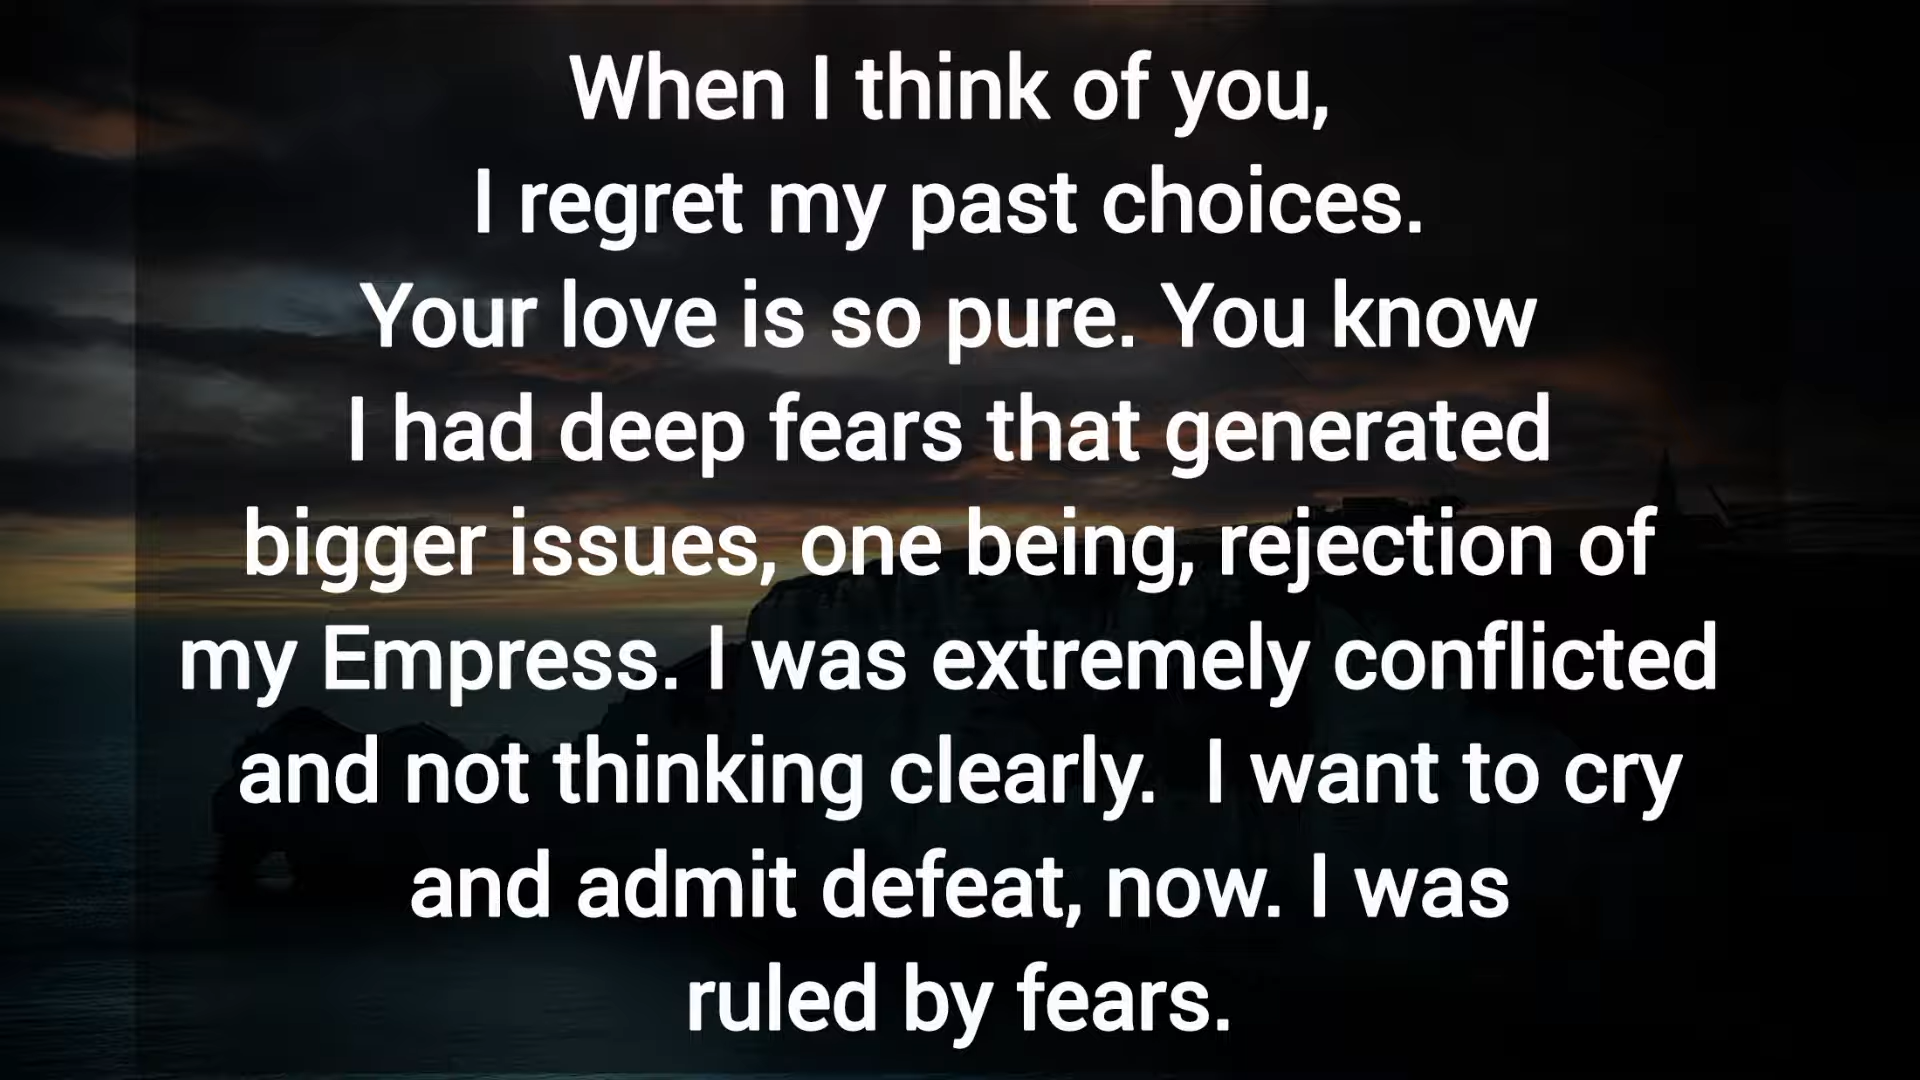 When I think of you,
I regret my past choices.
Your love is so pure. You know
I had deep fears that generated
bigger issues, one being, rejection of
my Empress. I was extremely conflicted
and not thinking clearly.  I want to cry
and admit defeat, now. I was
ruled by fears.